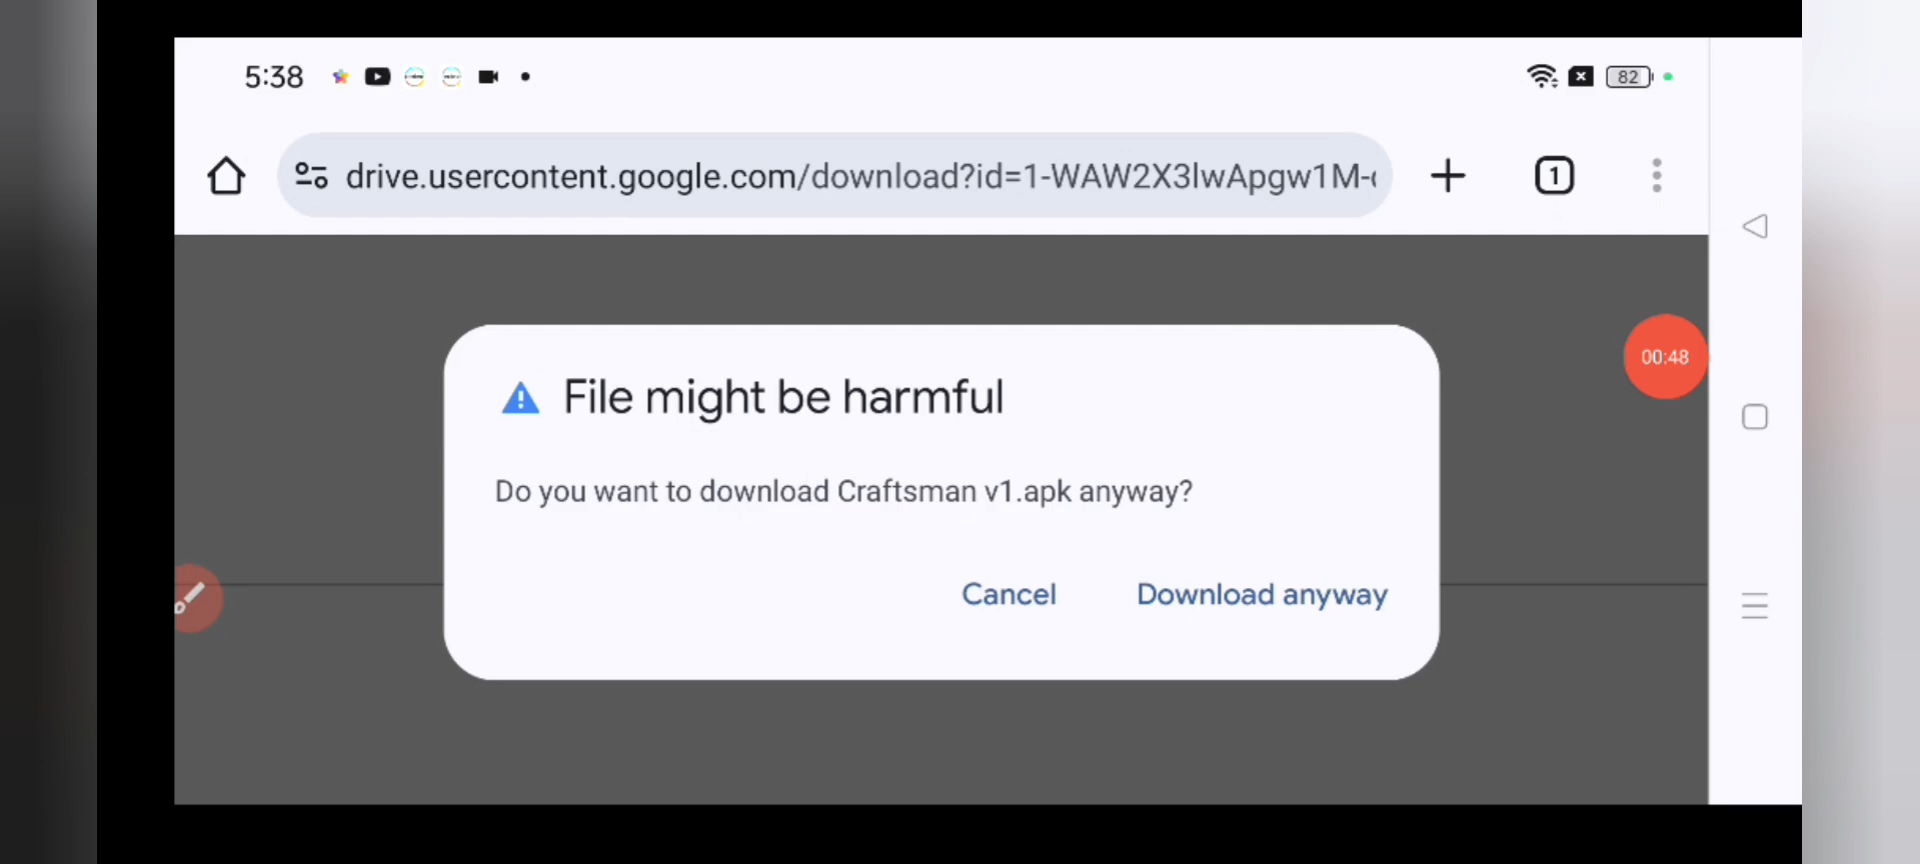 5:38
82
drive.usercontent.google.com/download?id=1-WAW2X3lwApgw1M-
1
File might be harmful
00:48
Do you want to download Craftsman v1.apk anyway?
Cancel
Download anyway